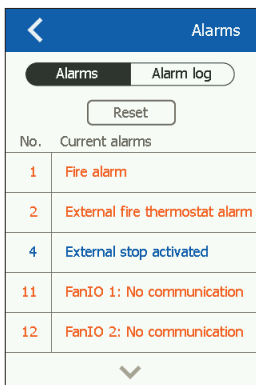 Alarms
Alarms Alarm log
Reset
No. Current alarms
1 Fire alarm
2 External fire thermostat alarm
4 External stop activated
11 FanIO 1: No communication
12 FanIO 2: No communication